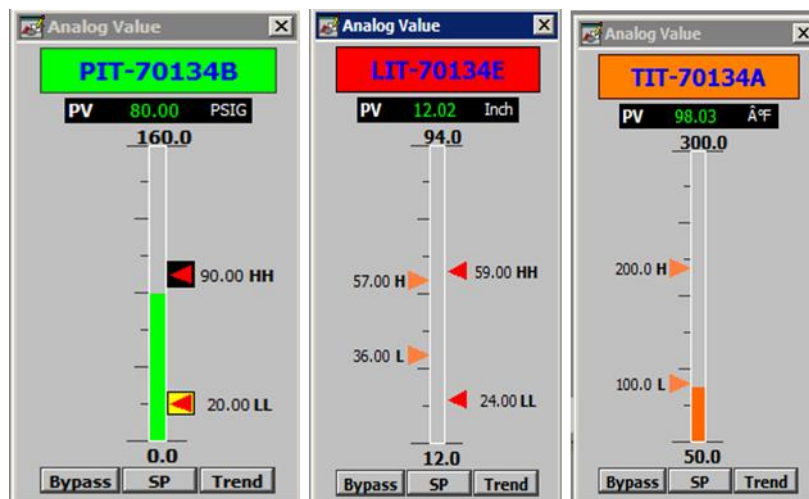 Analog Value
PIT-70134B
PV 80.00 PSIG
160.0
90.00 HH
20.00 LL
0.0
Bypass SP Trend
Analog Value
LIT-70134E
PV 12.02 Inch
94.0
57.00 H
59.00 HH
36.00 L
24.00 LL
12.0
Bypass SP Trend
Analog Value
TIT-70134A
PV 98.03 °F
300.0
200.0 H
100.0 L
50.0
Bypass SP Trend